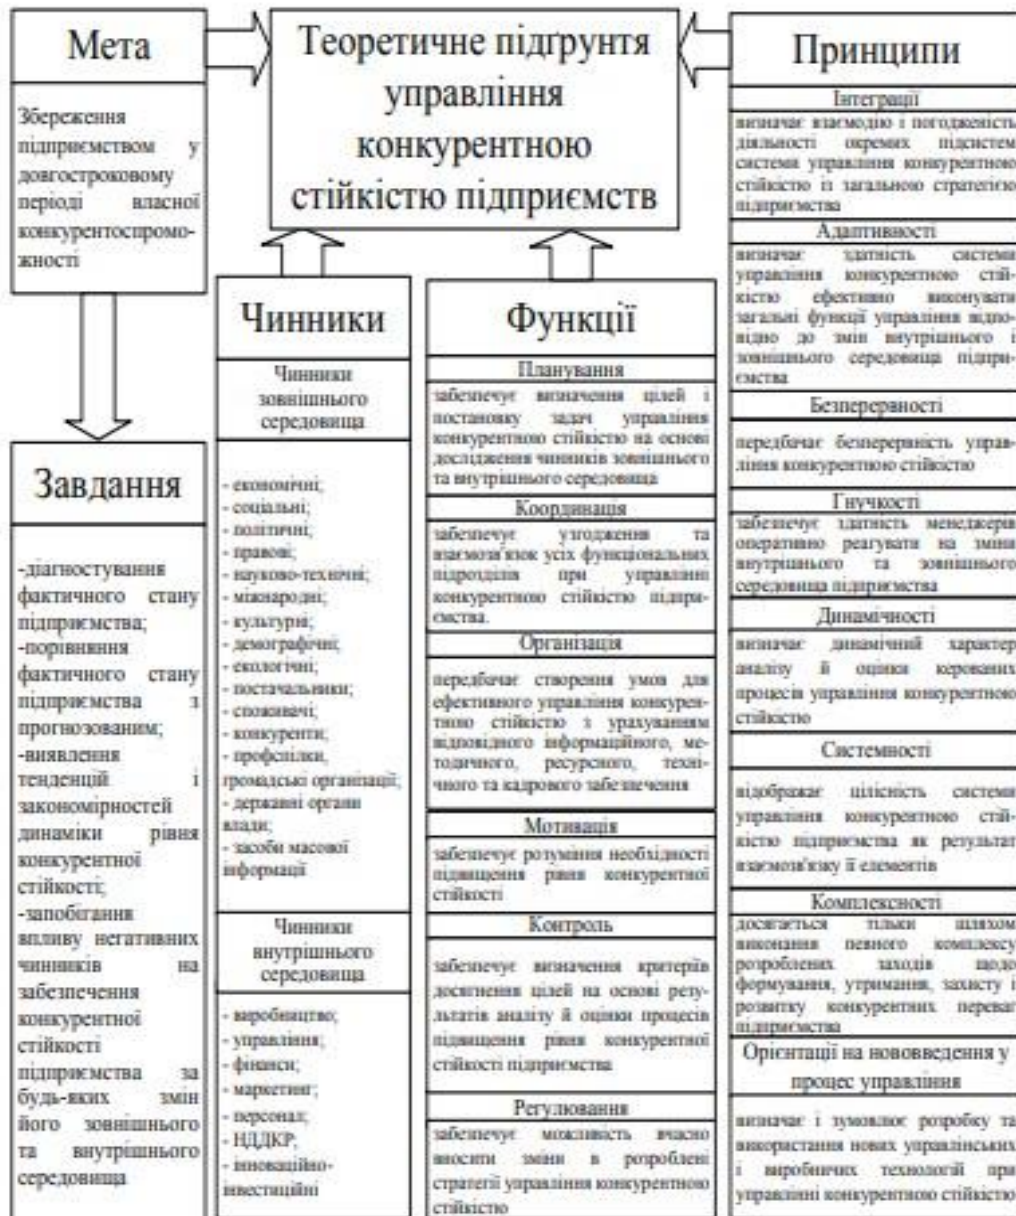 Мета
Збереження
підприємством у
довгостроковому
періоді власної
конкурентоспромо-
жності
Завдання
-діагностування
фактичного стану
підприємства;
-порівняння
фактичного стану
підприємства з
прогнозованим;
-виявлення
тенденцій і
закономірностей
динаміки рівня
конкурентної
стійкості;
-запобігання
впливу негативних
чинників на
забезпечення
конкурентної
стійкості
підприємства за
будь-яких змін
його зовнішнього
та внутрішнього
середовища
Теоретичне підґрунтя
управління
конкурентною
стійкістю підприємств
Чинники
Чинники
зовнішнього
середовища
- економічні;
- соціальні;
- політичні;
- правові;
- науково-технічні;
- міжнародні;
- культурні;
- демографічні;
- екологічні;
- постачальники;
- споживачі;
- конкуренти;
- профспілки,
громадські організації;
- державні органи
влади;
- засоби масової
інформації
Чинники
внутрішнього
середовища
- виробництво;
- управління;
- фінанси;
- маркетинг;
- персонал;
- НДДКР;
- інноваційно-
інвестиційні
Функції
Планування
забезпечує визначення цілей і
постановку задач управління
конкурентною стійкістю на основі
дослідження чинників зовнішнього
та внутрішнього середовища
Координація
забезпечує узгодження та
взаємозв'язок усіх функціональних
підрозділів при управлінні
конкурентною стійкістю підпри-
ємства.
Організація
передбачає створення умов для
ефективного управління конкурен-
тною стійкістю з урахуванням
відповідного інформаційного, ме-
тодичного, ресурсного, техні-
чного та кадрового забезпечення
Мотивація
забезпечує розуміння необхідності
підвищення рівня конкурентної
стійкості
Контроль
забезпечує визначення критеріїв
досягнення цілей на основі резу-
льтатів аналізу й оцінки процесів
підвищення рівня конкурентної
стійкості підприємства
Регулювання
забезпечує можливість вчасно
вносити зміни в розроблені
стратегії управління конкурентною
стійкістю
Принципи
Інтеграції
визначає взаємодію і погодженість
діяльності окремих підсистем
системи управління конкурентною
стійкістю із загальною стратегією
підприємства
Адаптивності
визначає здатність системи
управління конкурентною стій-
кістю ефективно виконувати
загальні функції управління відпо-
відно до змін внутрішнього і
зовнішнього середовища підпри-
ємства
Безперервності
передбачає безперервність управ-
ління конкурентною стійкістю
Гнучкості
забезпечує здатність менеджерів
оперативно реагувати на зміни
внутрішнього та зовнішнього
середовища підприємства
Динамічності
визначає динамічний характер
аналізу й оцінки керованих
процесів управління конкурентною
стійкістю
Системності
відображає цілісність системи
управління конкурентною стій-
кістю підприємства як результат
взаємозв'язку її елементів
Комплексності
досягається тільки шляхом
виконання певного комплексу
розроблених заходів щодо
формування, утримання, захисту і
розвитку конкурентних переваг
підприємства
Орієнтації на нововведення у
процес управління
визначає і зумовлює розробку та
використання нових управлінських
і виробничих технологій при
управлінні конкурентною стійкістю